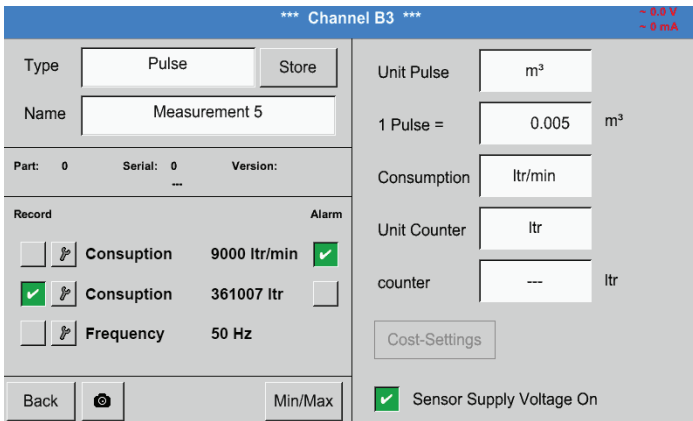 *** Channel B3 ***
~ 0.0 V
~ 0 mA
Type Pulse Store
Name Measurement 5
Part: 0 Serial: 0 Version:
---
Record Alarm
Consuption 9000 ltr/min
Consuption 361007 ltr
Frequency 50 Hz
Back Min/Max
Unit Pulse m³
1 Pulse = 0.005 m³
Consumption ltr/min
Unit Counter ltr
counter --- ltr
Cost-Settings
Sensor Supply Voltage On